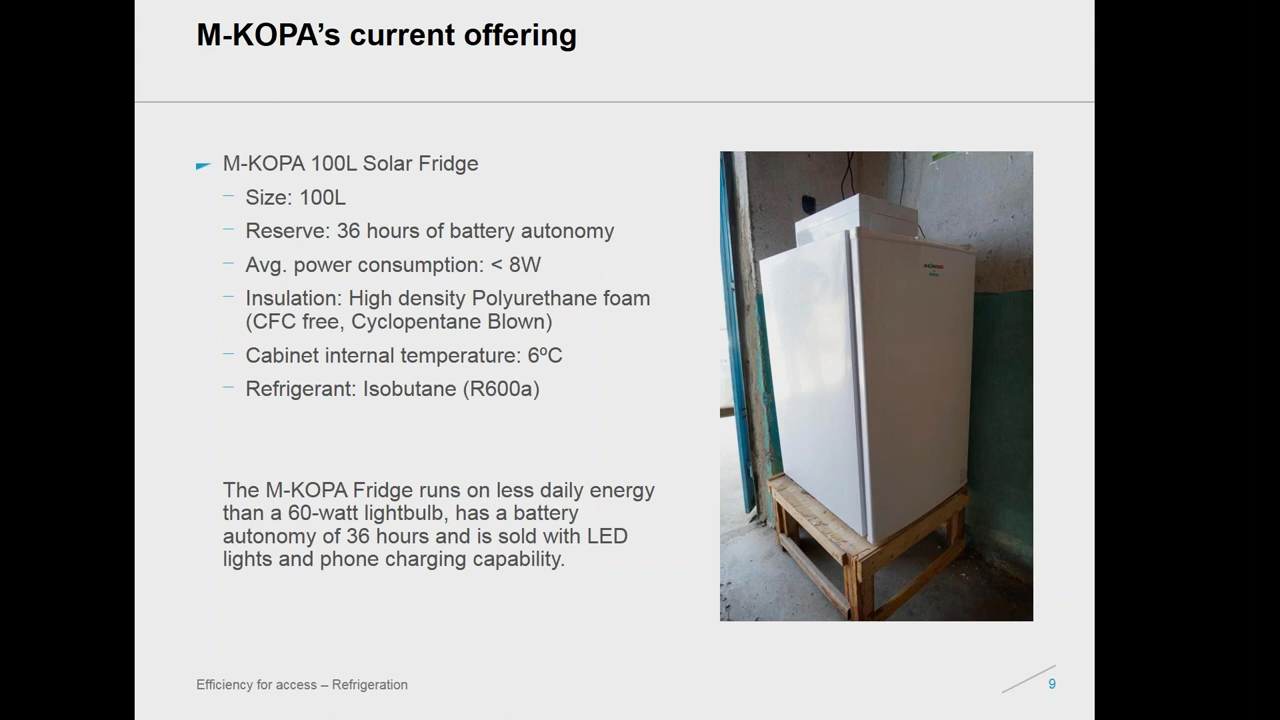 M-KOPA’s current offering
M-KOPA 100L Solar Fridge
– Size: 100L
– Reserve: 36 hours of battery autonomy
– Avg. power consumption: < 8W
– Insulation: High density Polyurethane foam
(CFC free, Cyclopentane Blown)
– Cabinet internal temperature: 6ºC
– Refrigerant: Isobutane (R600a)
The M-KOPA Fridge runs on less daily energy
than a 60-watt lightbulb, has a battery
autonomy of 36 hours and is sold with LED
lights and phone charging capability.
Efficiency for access – Refrigeration
9